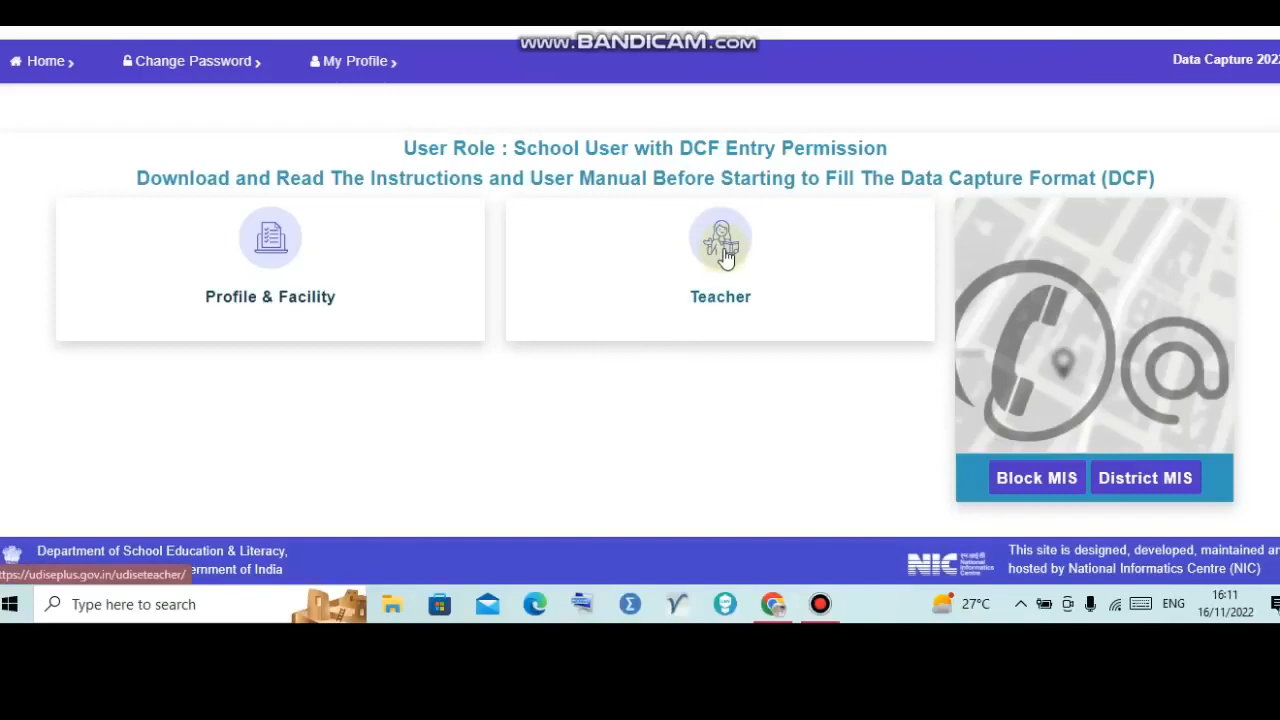 www.BANDICAM.com
Home
Change Password
My Profile
Data Capture 2022
User Role : School User with DCF Entry Permission
Download and Read The Instructions and User Manual Before Starting to Fill The Data Capture Format (DCF)
Profile & Facility
Teacher
Block MIS
District MIS
Department of School Education & Literacy,
ernment of India
ttps://udiseplus.gov.in/udiseteacher/
NIC
National
Informatics
Centre
This site is designed, developed, maintained an
hosted by National Informatics Centre (NIC)
Type here to search
27°C
ENG
16:11
16/11/2022